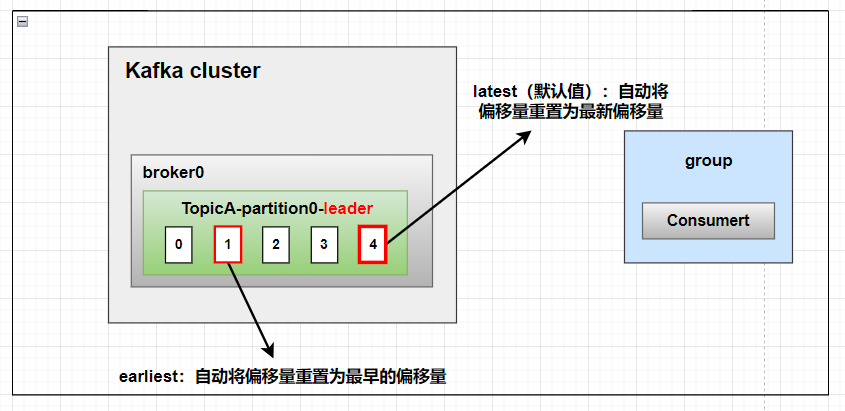 Kafka cluster
latest（默认值）：自动将
偏移量重置为最新偏移量
broker0
group
TopicA-partition0-leader
Consumert
0 1 2 3 4
earliest：自动将偏移量重置为最早的偏移量